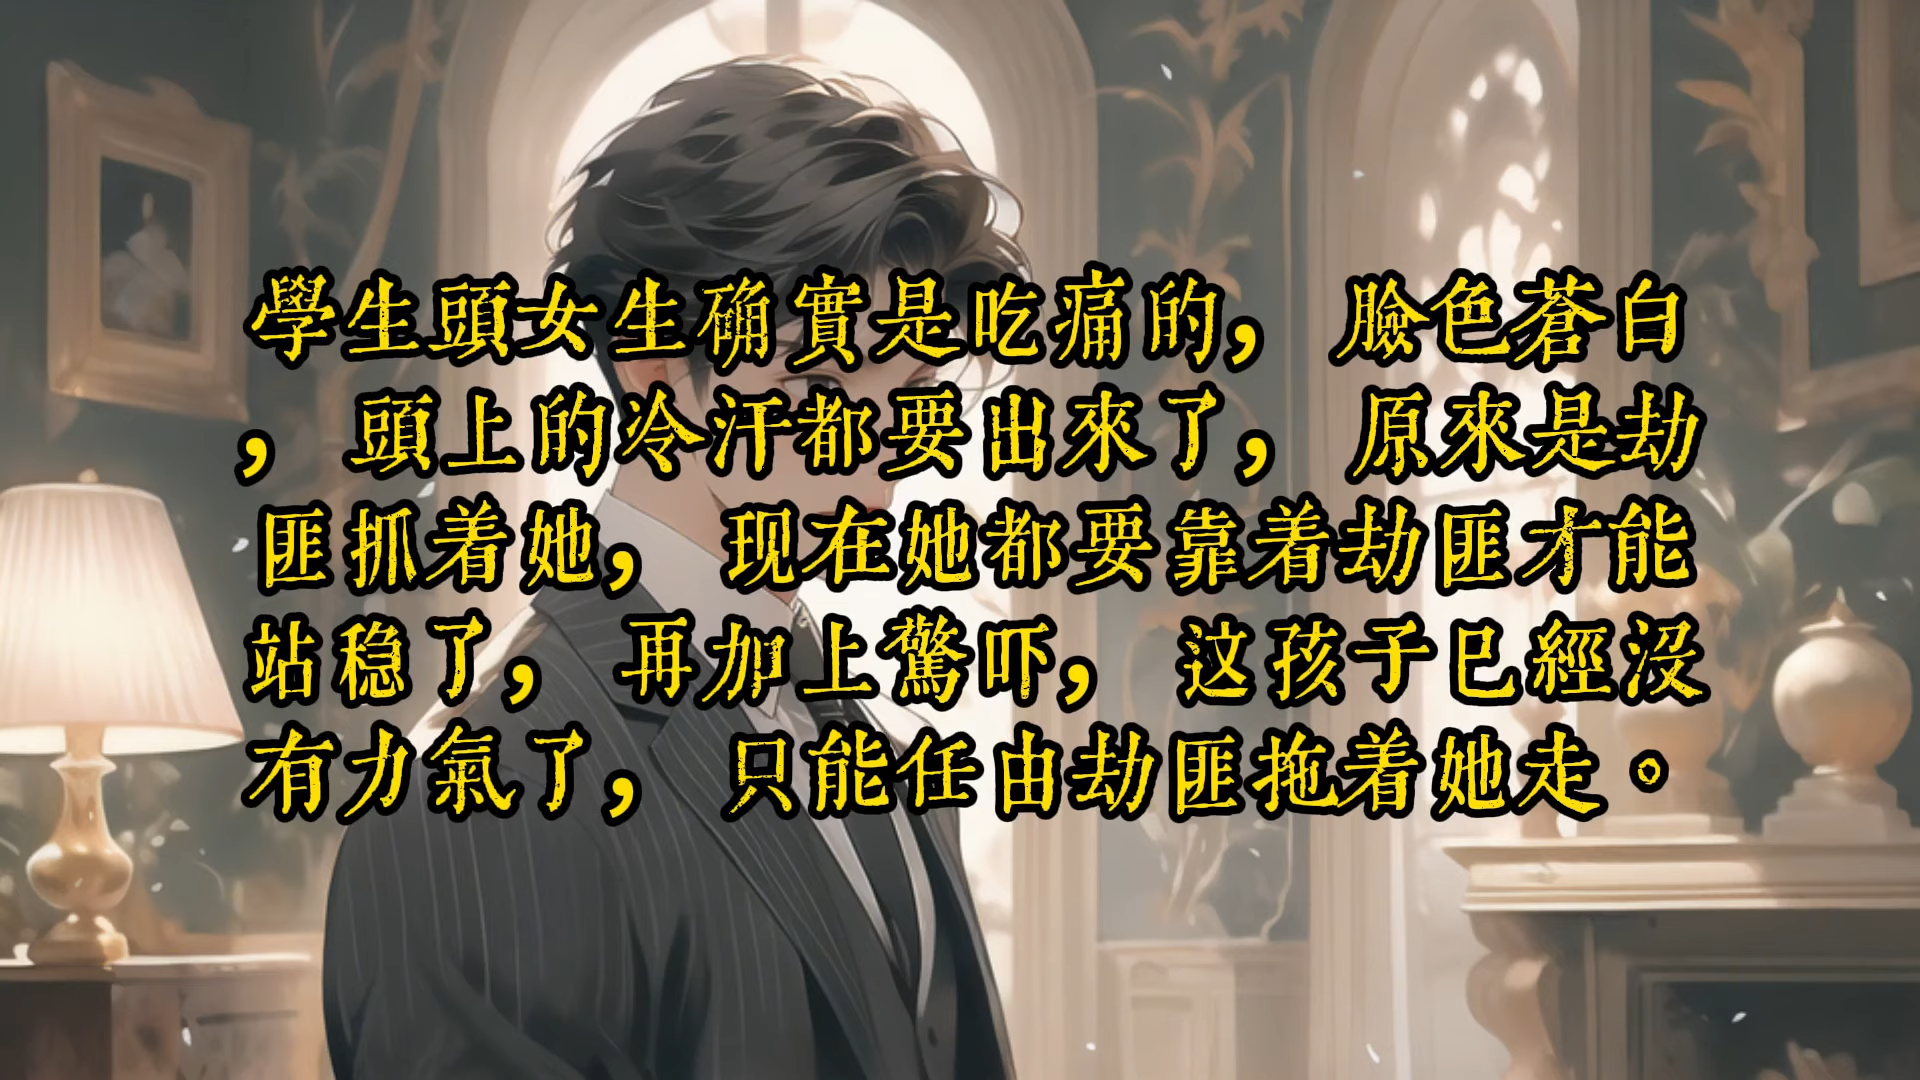 學生頭女生确實是吃痛的，臉色蒼白
，頭上的冷汗都要出來了，原來是劫
匪抓着她，现在她都要靠着劫匪才能
站稳了，再加上驚吓，这孩子已經没
有力氣了，只能任由劫匪拖着她走。